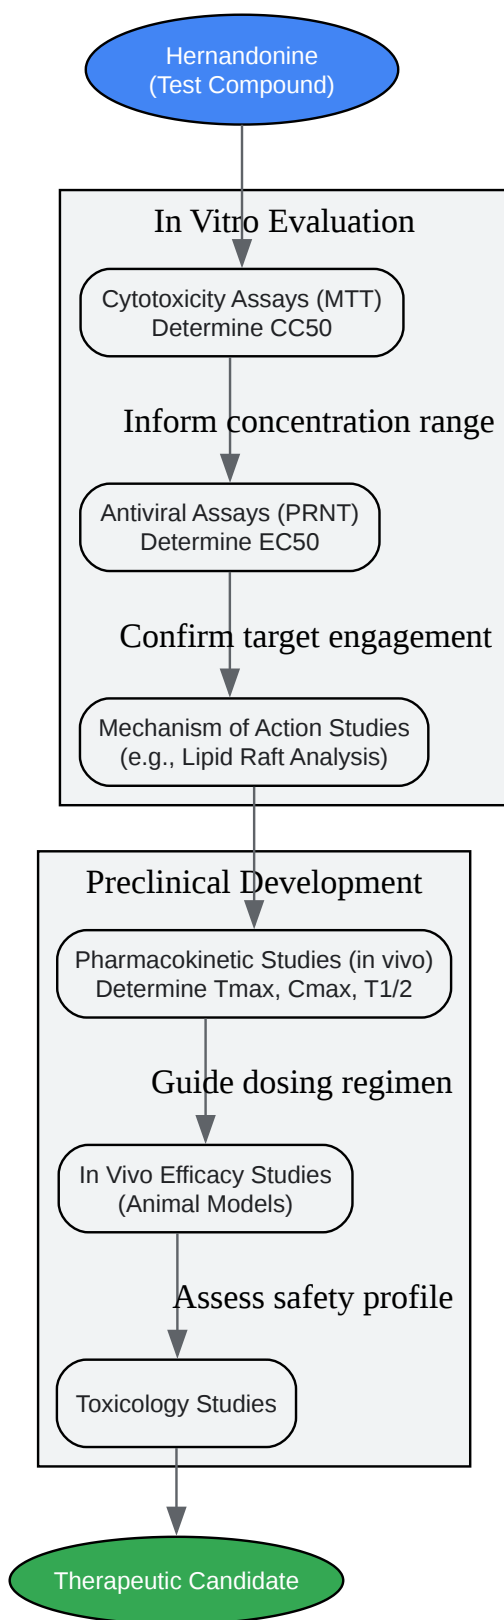 Hernandonine
(Test Compound)
In Vitro Evaluation
Cytotoxicity Assays (MTT)
Determine CC50
Inform concentration range
Antiviral Assays (PRNT)
Determine EC50
Confirm target engagement
Mechanism of Action Studies
(e.g., Lipid Raft Analysis)
Preclinical Development
Pharmacokinetic Studies (in vivo)
Determine Tmax, Cmax, T1/2
Guide dosing regimen
In Vivo Efficacy Studies
(Animal Models)
Assess safety profile
Toxicology Studies
Therapeutic Candidate